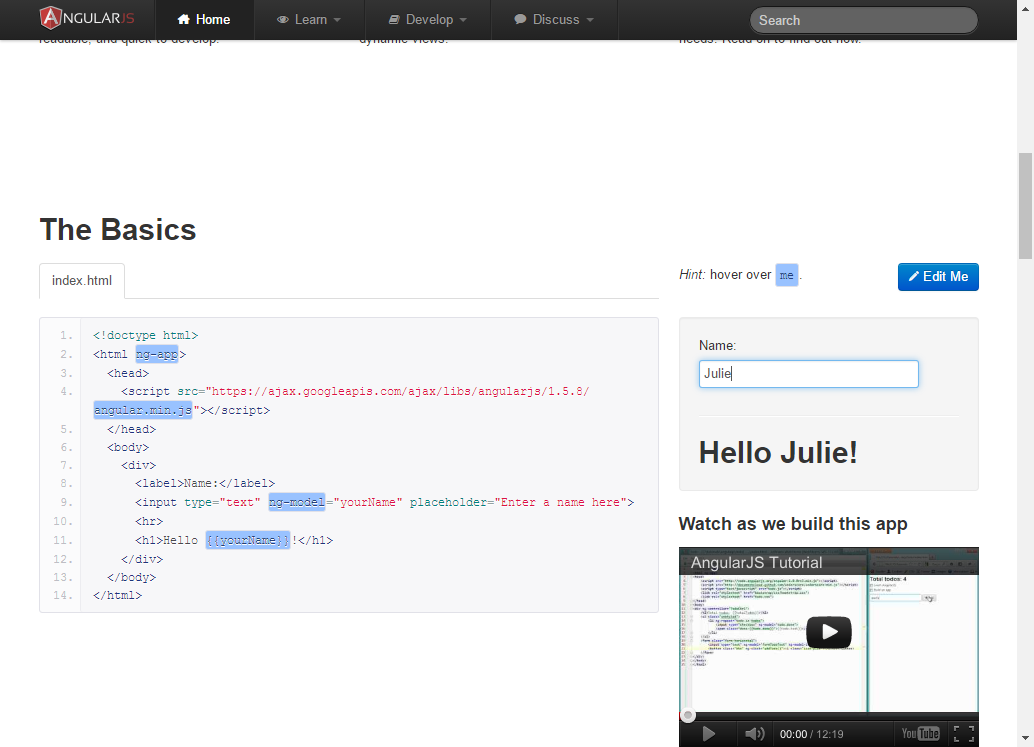 ANGULARJS Home Learn Develop Discuss Search
readable, and quick to develop. dynamic views. needs. Read on to find out how.
The Basics
index.html
Hint: hover over me.
Edit Me
1. <!doctype html>
2. <html ng-app>
3. <head>
4. <script src="https://ajax.googleapis.com/ajax/libs/angularjs/1.5.8/
angular.min.js"></script>
5. </head>
6. <body>
7. <div>
8. <label>Name:</label>
9. <input type="text" ng-model="yourName" placeholder="Enter a name here">
10. <hr>
11. <h1>Hello {{yourName}}!</h1>
12. </div>
13. </body>
14. </html>
Name:
Julie
Hello Julie!
Watch as we build this app
AngularJS Tutorial
Total todos: 4
00:00 / 12:19 YouTube